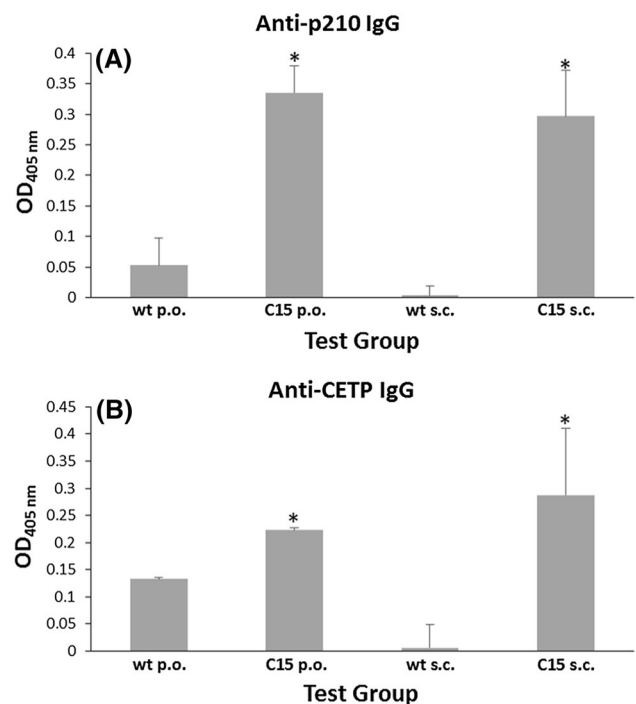 Anti-p210 IgG
(A)
0.4
0.35
0.3
0.25
0.2
0.15
0.1
0.05
0
OD405 nm
*
*
wt p.o. C15 p.o. wt s.c. C15 s.c.
Test Group
Anti-CETP IgG
(B)
0.45
0.4
0.35
0.3
0.25
0.2
0.15
0.1
0.05
0
OD405 nm
*
*
wt p.o. C15 p.o. wt s.c. C15 s.c.
Test Group